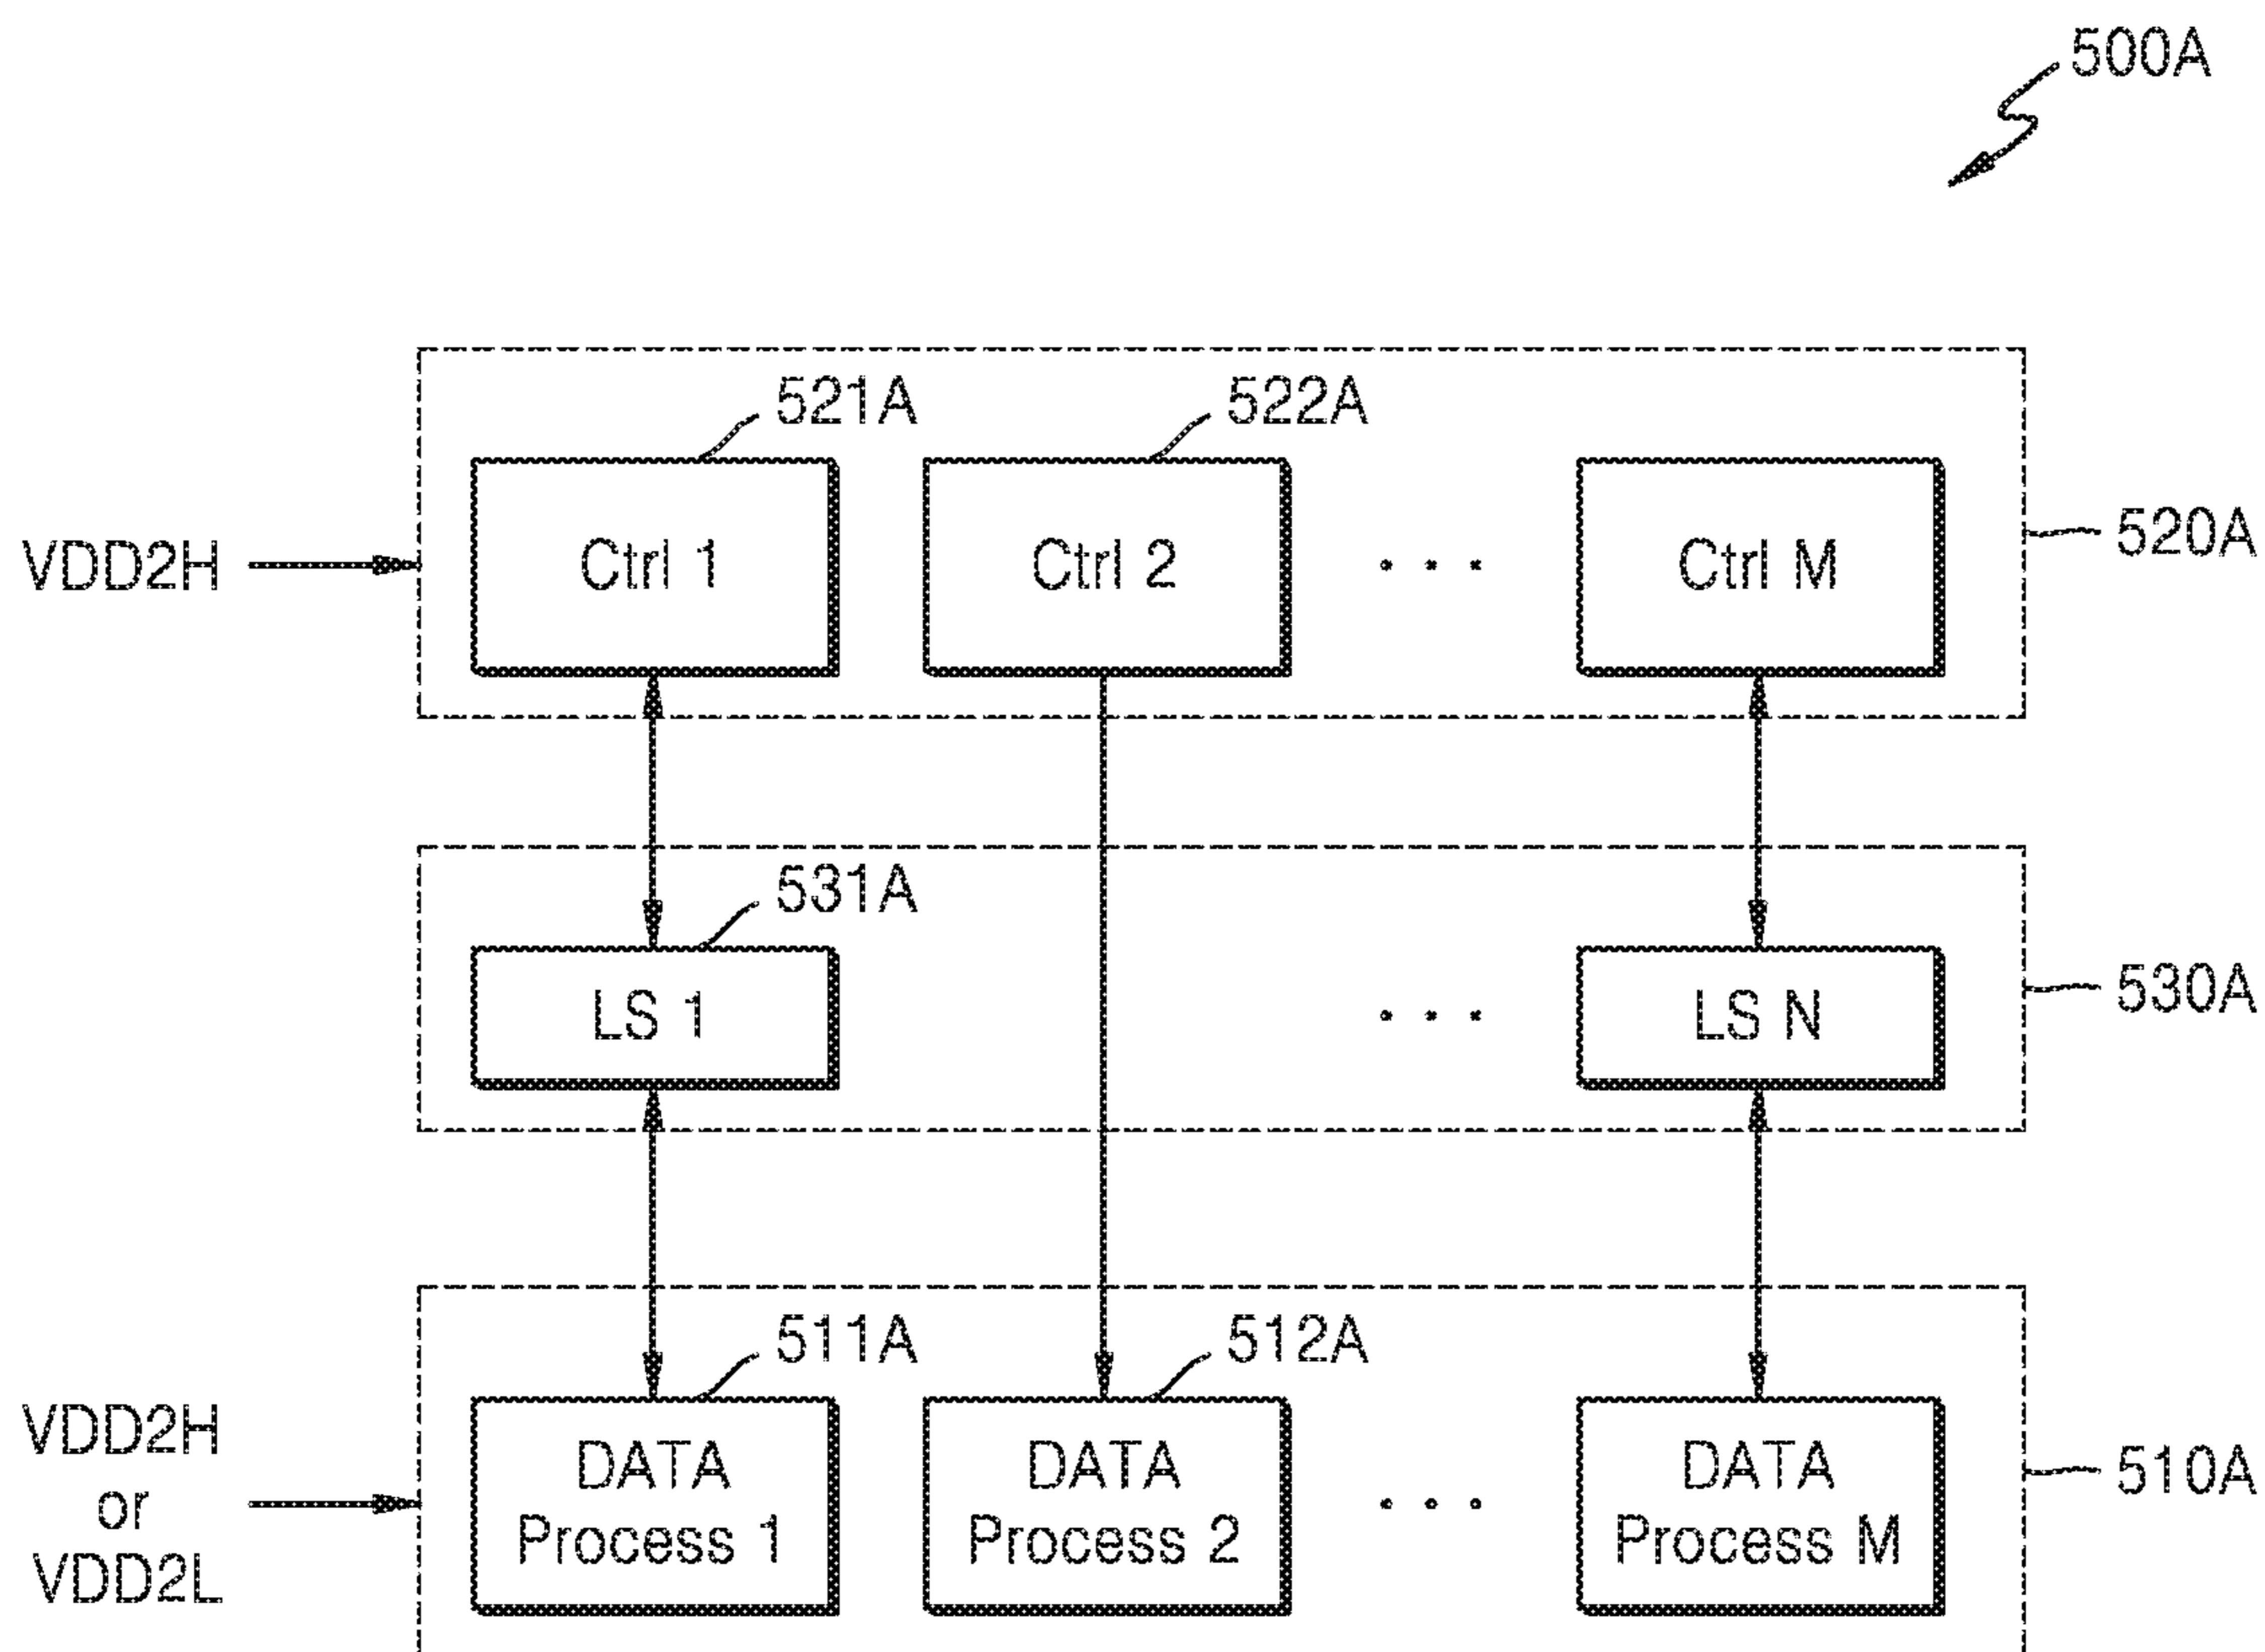 500A
521A
522A
VDD2H
Ctrl 1
Ctrl 2
. . .
Ctrl M
520A
531A
LS 1
. . .
LS N
530A
511A
512A
VDD2H
or
VDD2L
DATA
Process 1
DATA
Process 2
. . .
DATA
Process M
510A